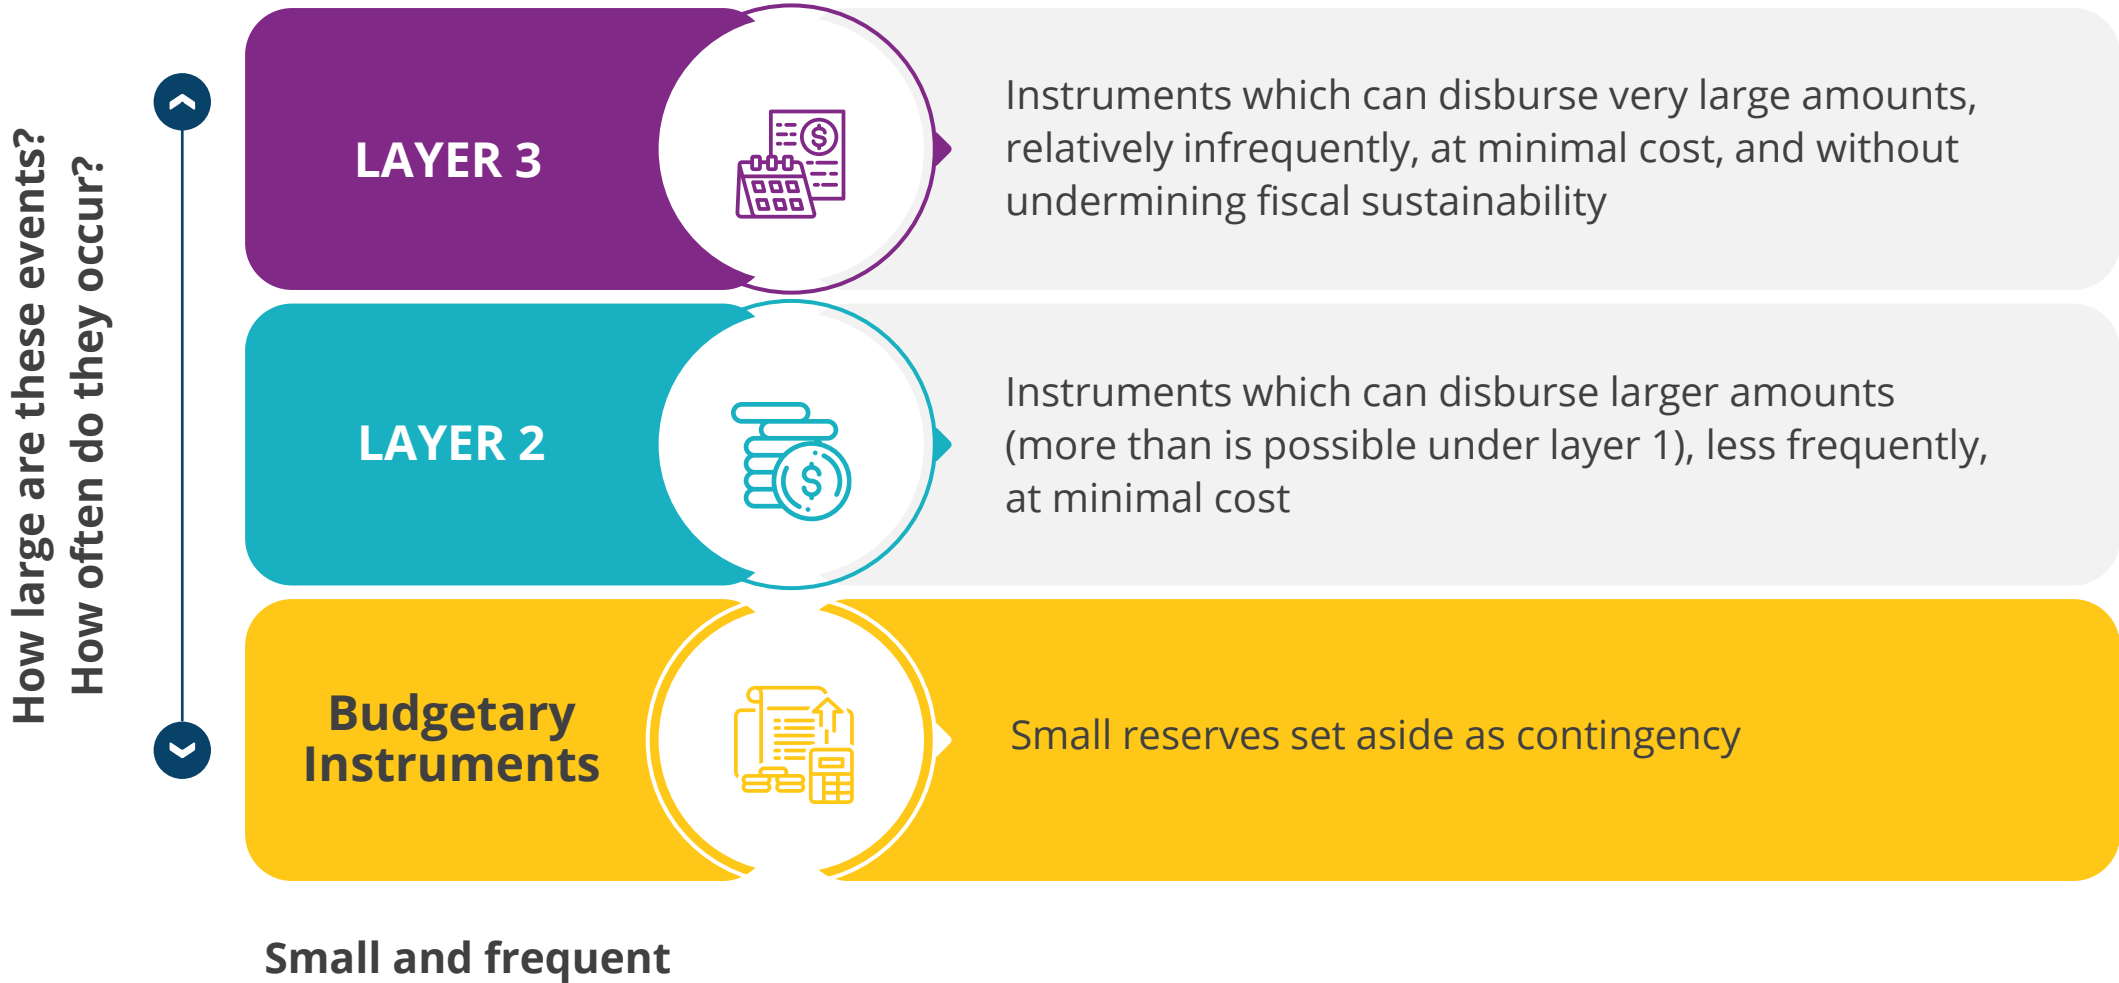 How large are these events?
How often do they occur?
LAYER 3
Instruments which can disburse very large amounts,
relatively infrequently, at minimal cost, and without
undermining fiscal sustainability
LAYER 2
Instruments which can disburse larger amounts
(more than is possible under layer 1), less frequently,
at minimal cost
Budgetary
Instruments
Small reserves set aside as contingency
Small and frequent